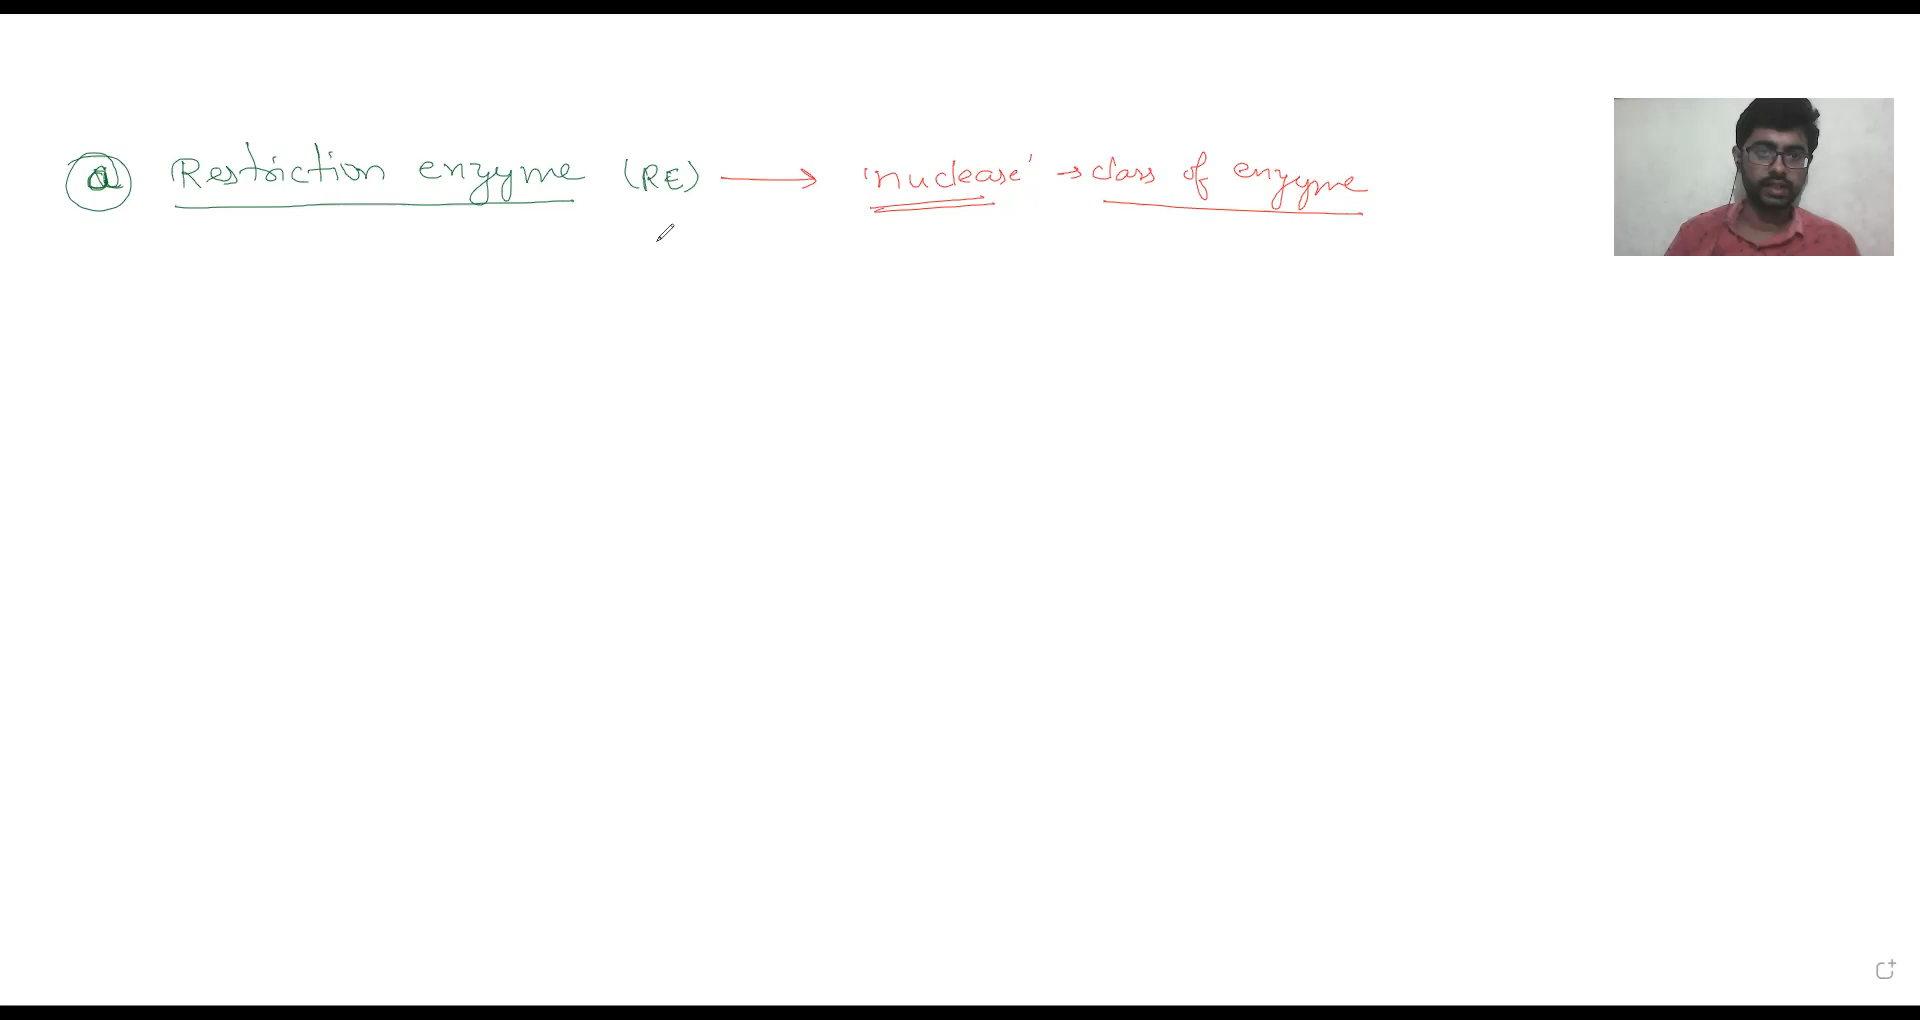 a Restriction enzyme (RE) → 'nuclease' → class of enzyme